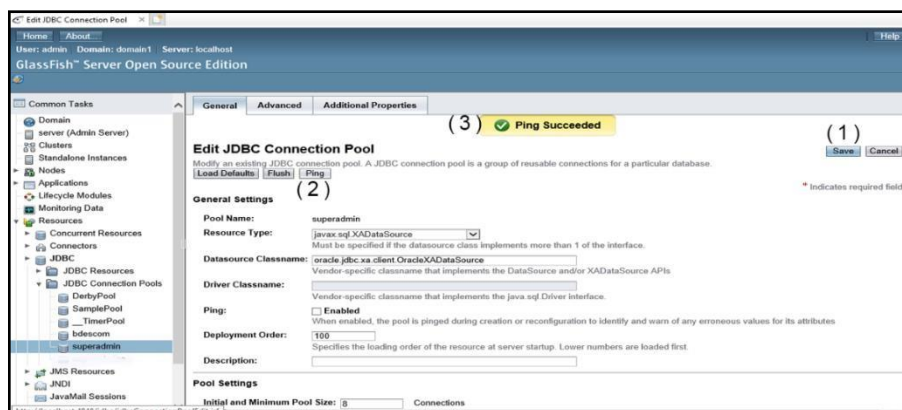 Edit JDBC Connection Pool
Home About... Help
User: admin Domain: domain1 Server: localhost
GlassFish™ Server Open Source Edition
Common Tasks
Domain
server (Admin Server)
Clusters
Standalone Instances
Nodes
Applications
Lifecycle Modules
Monitoring Data
Resources
Concurrent Resources
Connectors
JDBC
JDBC Resources
JDBC Connection Pools
DerbyPool
SamplePool
__TimerPool
bdescom
superadmin
JMS Resources
JNDI
JavaMail Sessions
General Advanced Additional Properties
(3) Ping Succeeded
(1)
Edit JDBC Connection Pool
Save Cancel
Modify an existing JDBC connection pool. A JDBC connection pool is a group of reusable connections for a particular database.
Load Defaults Flush Ping
(2)
* Indicates required field
General Settings
Pool Name: superadmin
Resource Type: javax.sql.XADataSource
Must be specified if the datasource class implements more than 1 of the interface.
Datasource Classname: oracle.jdbc.xa.client.OracleXADataSource
Vendor-specific classname that implements the DataSource and/or XADataSource APIs
Driver Classname:
Vendor-specific classname that implements the java.sql.Driver interface.
Ping: Enabled
When enabled, the pool is pinged during creation or reconfiguration to identify and warn of any erroneous values for its attributes
Deployment Order: 100
Specifies the loading order of the resource at server startup. Lower numbers are loaded first.
Description:
Pool Settings
Initial and Minimum Pool Size: 8 Connections